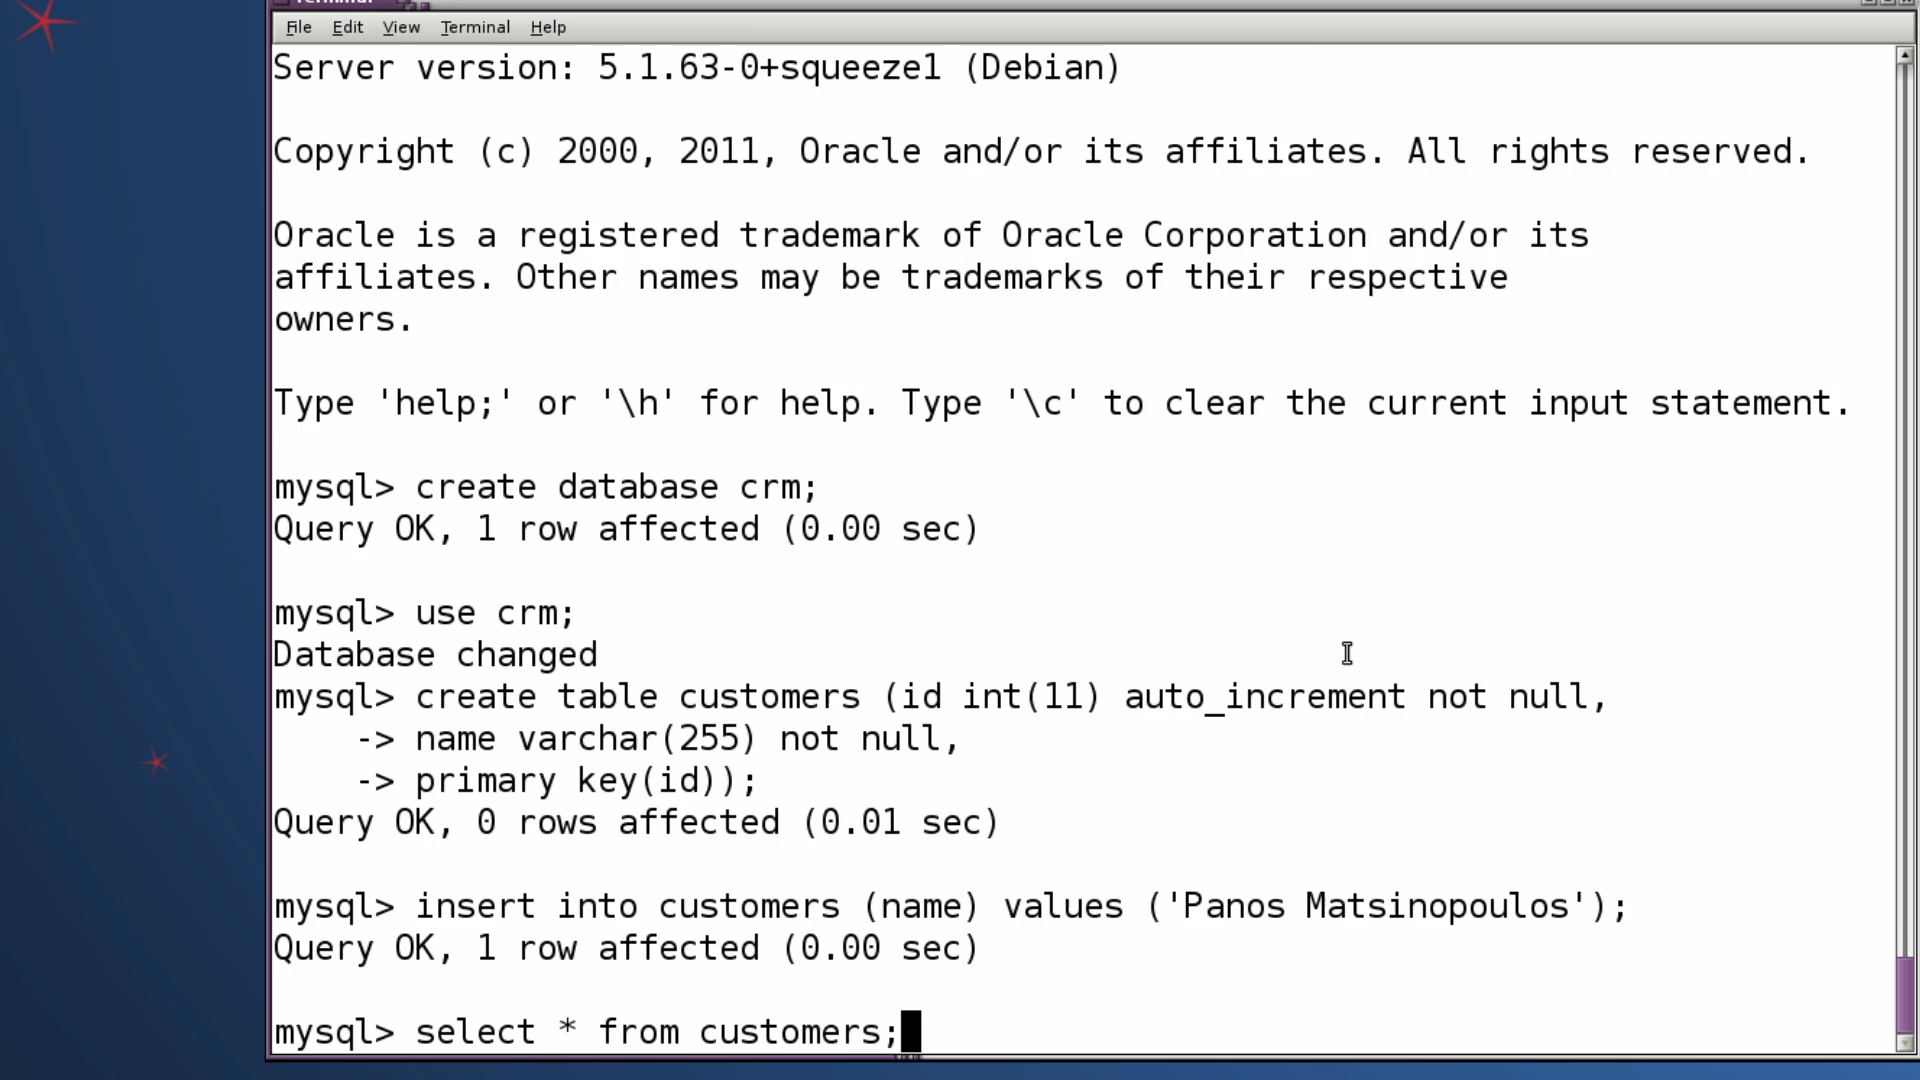 Terminal
File Edit View Terminal Help
Server version: 5.1.63-0+squeeze1 (Debian)
Copyright (c) 2000, 2011, Oracle and/or its affiliates. All rights reserved.
Oracle is a registered trademark of Oracle Corporation and/or its
affiliates. Other names may be trademarks of their respective
owners.
Type 'help;' or '\h' for help. Type '\c' to clear the current input statement.
mysql> create database crm;
Query OK, 1 row affected (0.00 sec)
mysql> use crm;
Database changed
mysql> create table customers (id int(11) auto_increment not null,
    -> name varchar(255) not null,
    -> primary key(id));
Query OK, 0 rows affected (0.01 sec)
mysql> insert into customers (name) values ('Panos Matsinopoulos');
Query OK, 1 row affected (0.00 sec)
mysql> select * from customers;